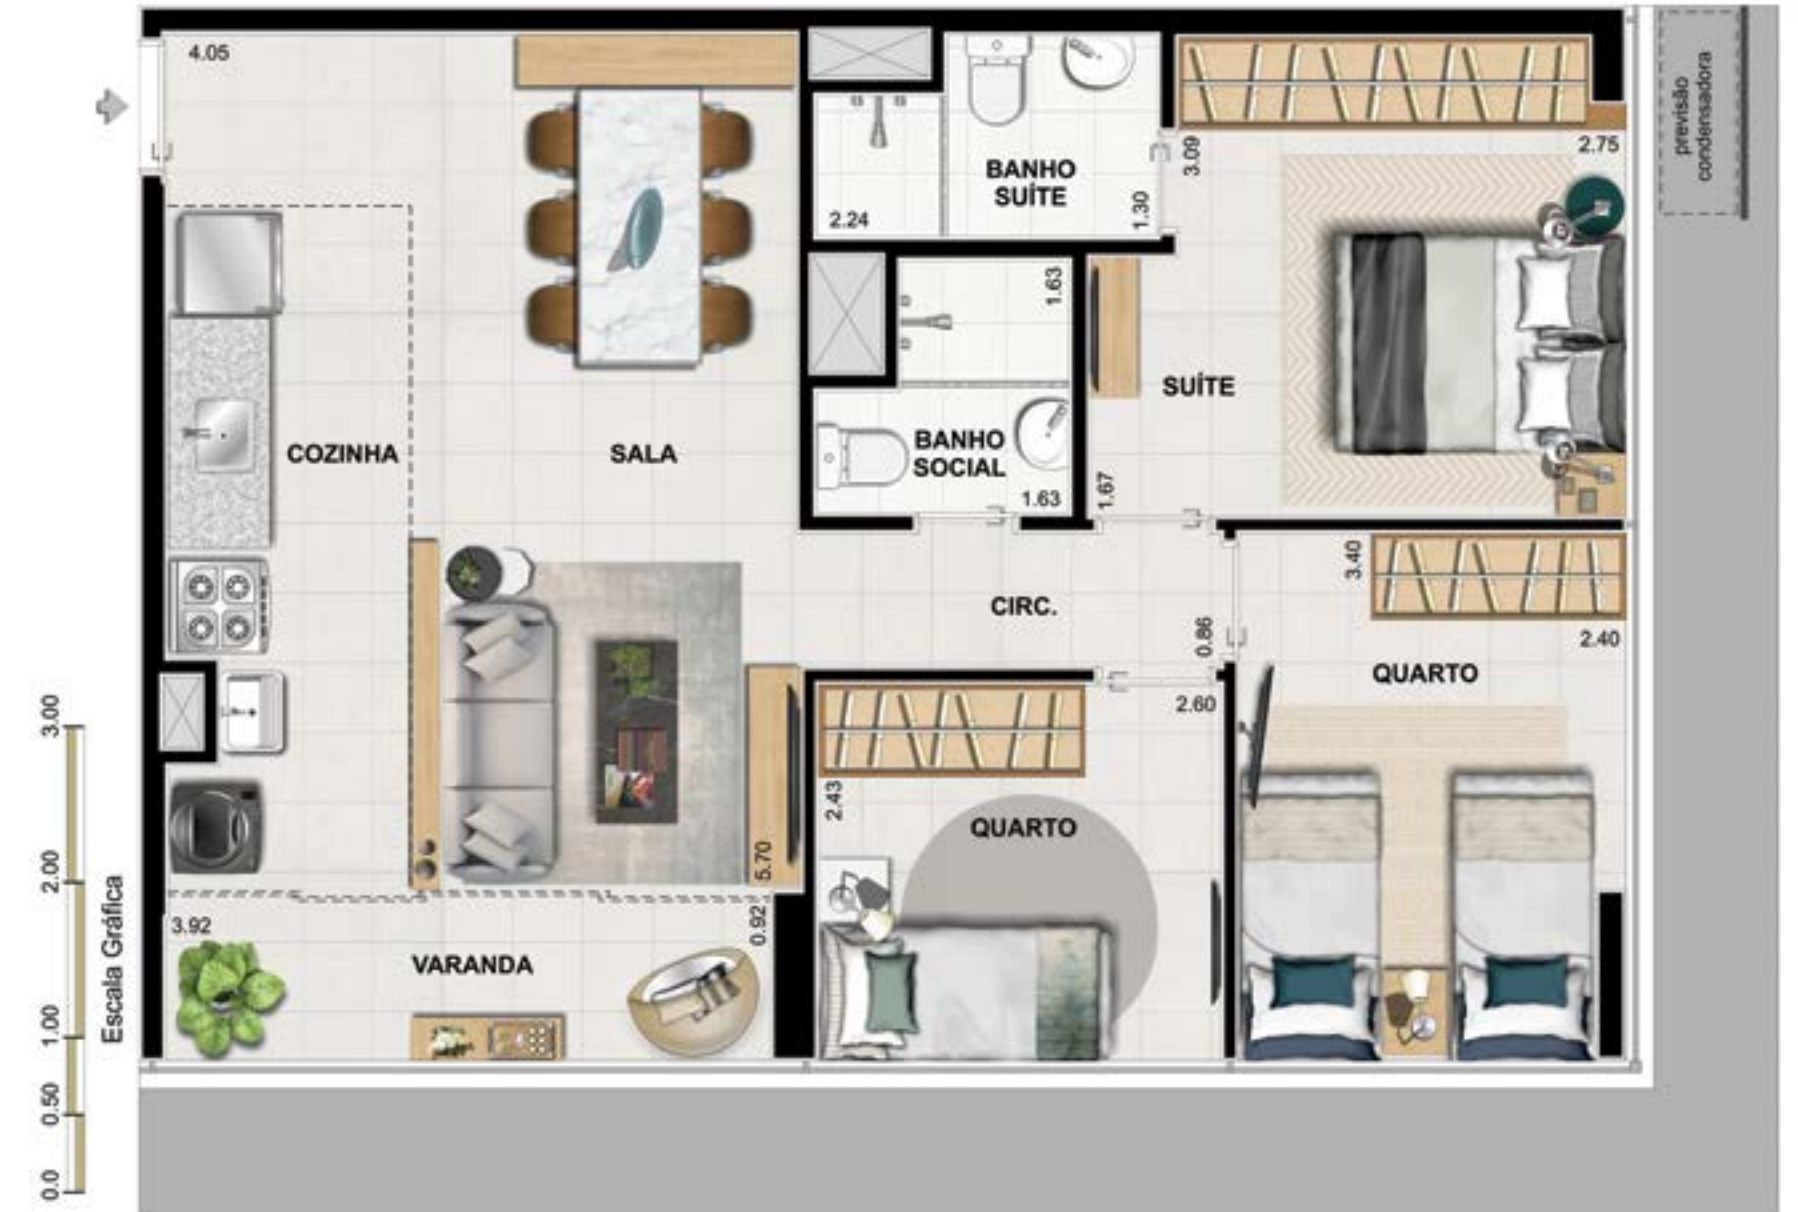 4.05
previsão
condensadora
2.75
3.09
BANHO
SUÍTE
1.30
2.24
1.63
SUÍTE
COZINHA
SALA
BANHO
SOCIAL
1.67
1.63
3.40
CIRC.
0.86
2.40
QUARTO
2.60
3.00
2.43
QUARTO
5.70
2.00
Escala Gráfica
3.92
0.92
VARANDA
1.00
0.50
0.0